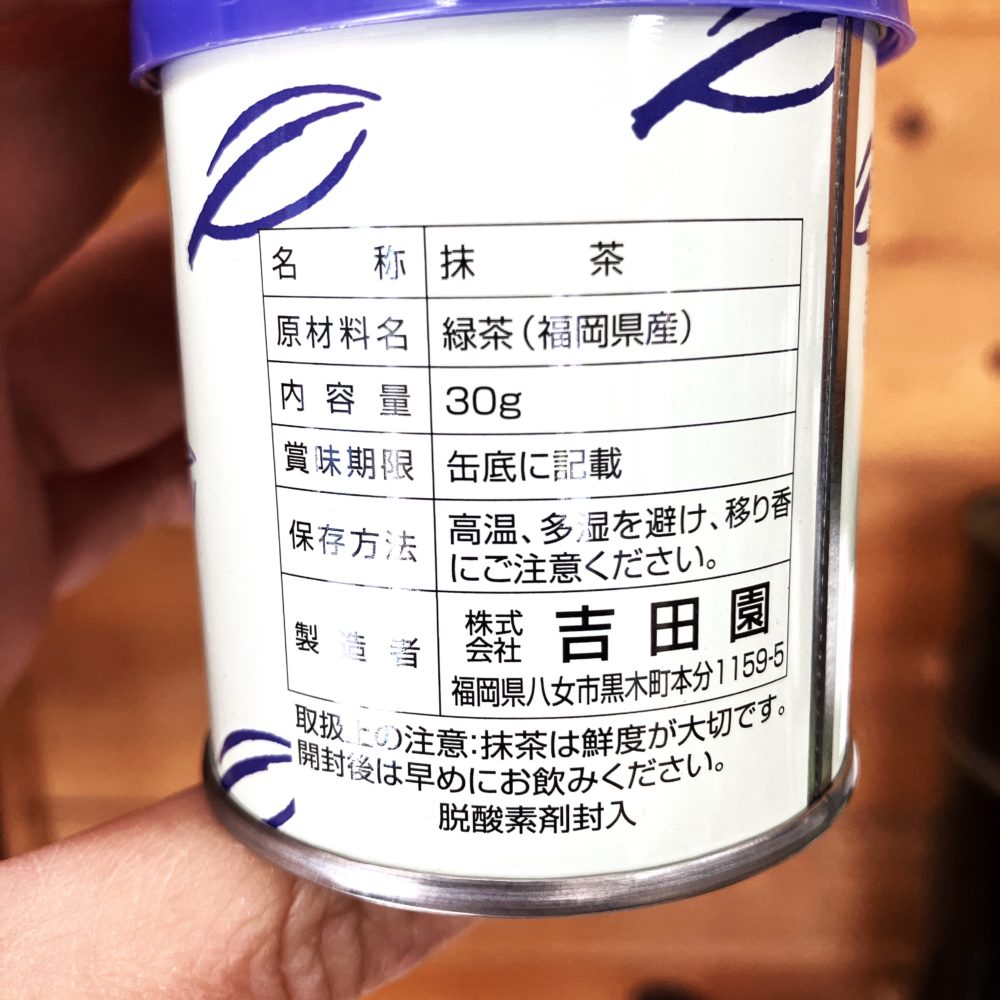 名称 抹茶
原材料名 緑茶(福岡県産)
内容量 30g
賞味期限 缶底に記載
保存方法 高温、多湿を避け、移り香
にご注意ください。
製造者 株式会社 吉田園
福岡県八女市黒木町本分1159-5
取扱上の注意:抹茶は鮮度が大切です。
開封後は早めにお飲みください。
脱酸素剤封入